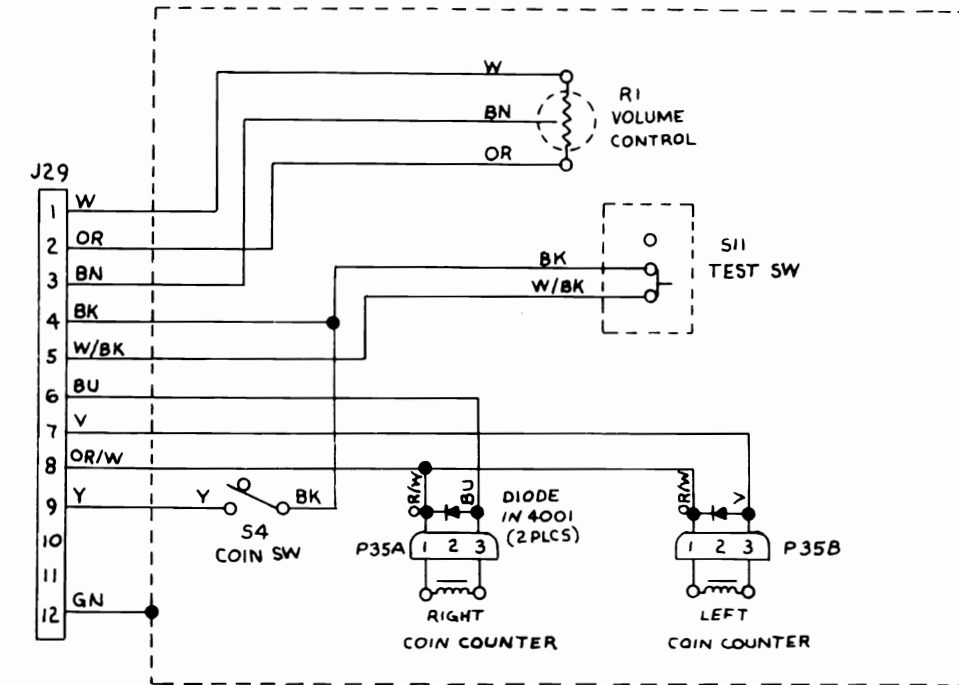 W
R1
VOLUME
CONTROL
BN
OR
J29
1 W
2 OR
3 BN
4 BK
5 W/BK
6 BU
7 V
8 OR/W
9 Y
10
11
12 GN
BK
W/BK
S11
TEST SW
Y
BK
S4
COIN SW
OR/W
BU
DIODE
IN 4001
(2 PLCS)
P35A
1 2 3
RIGHT
COIN COUNTER
OR/W
V
1 2 3
P35B
LEFT
COIN COUNTER